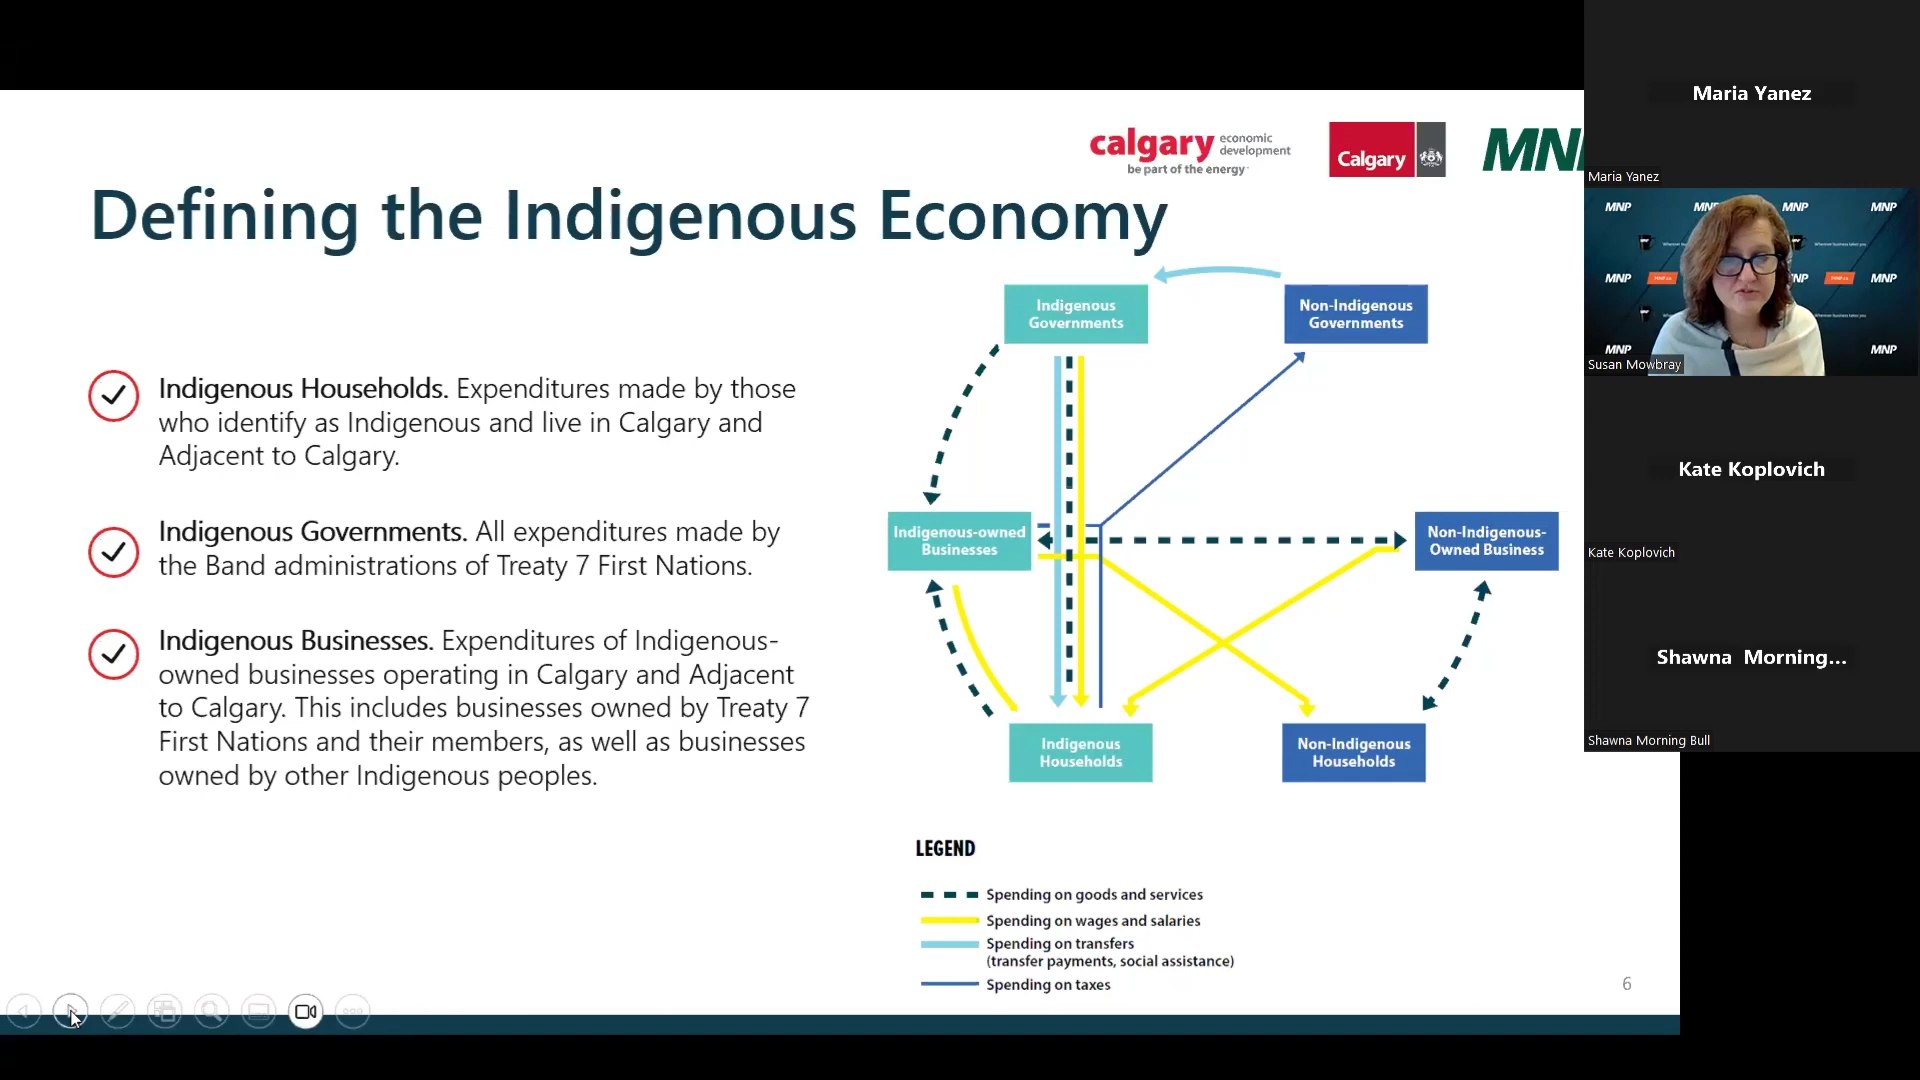 calgary economic
development
be part of the energy
Calgary
Defining the Indigenous Economy
Indigenous Households. Expenditures made by those
who identify as Indigenous and live in Calgary and
Adjacent to Calgary.
Indigenous Governments. All expenditures made by
the Band administrations of Treaty 7 First Nations.
Indigenous Businesses. Expenditures of Indigenous-
owned businesses operating in Calgary and Adjacent
to Calgary. This includes businesses owned by Treaty 7
First Nations and their members, as well as businesses
owned by other Indigenous peoples.
Indigenous
Governments
Non-Indigenous
Governments
Indigenous-owned
Businesses
Non-Indigenous-
Owned Business
Indigenous
Households
Non-Indigenous
Households
LEGEND
Spending on goods and services
Spending on wages and salaries
Spending on transfers
(transfer payments, social assistance)
Spending on taxes
6
Maria Yanez
Maria Yanez
MNP
MNP
MNP
MNP
MNP
MNP
MNP
MNP
Susan Mowbray
Kate Koplovich
Kate Koplovich
Shawna Morning...
Shawna Morning Bull